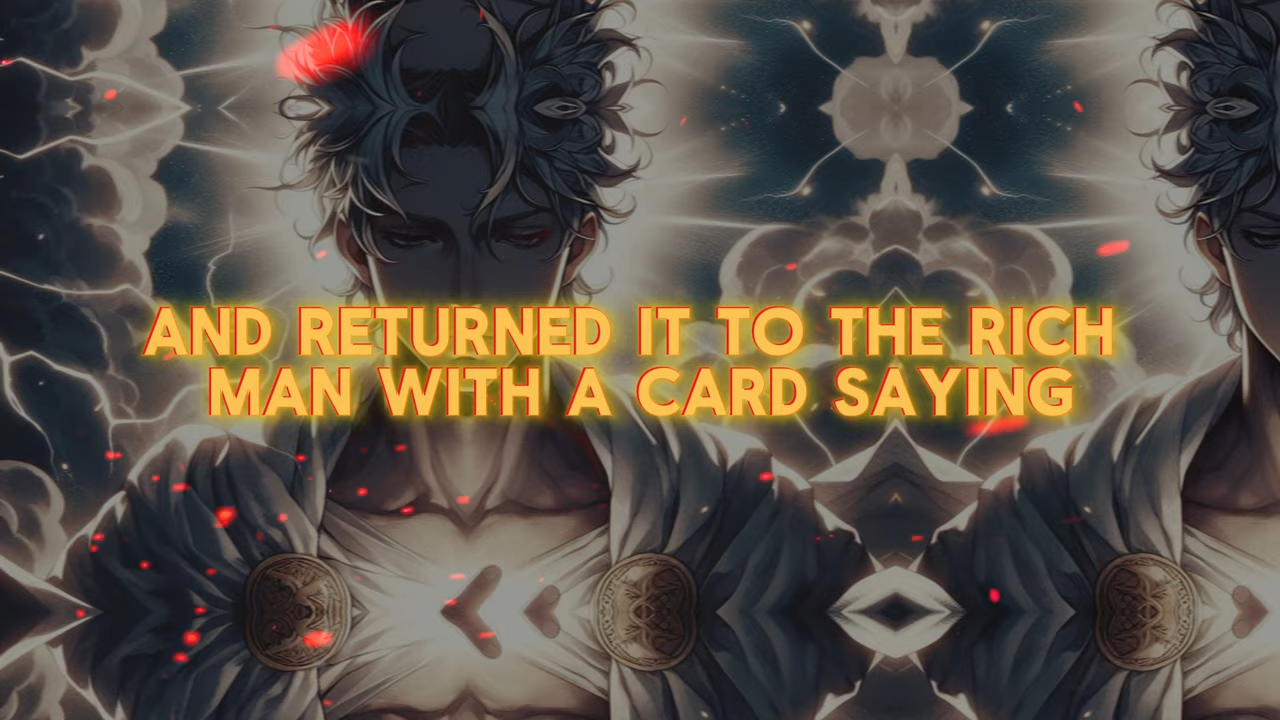 AND RETURNED IT TO THE RICH
MAN WITH A CARD SAYING